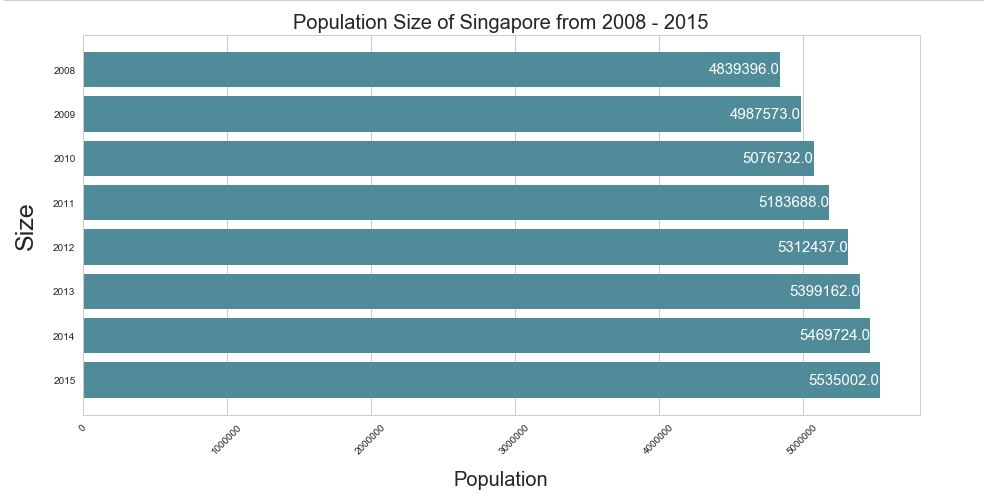 Population Size of Singapore from 2008 - 2015
Size
2008 4839396.0
2009 4987573.0
2010 5076732.0
2011 5183688.0
2012 5312437.0
2013 5399162.0
2014 5469724.0
2015 5535002.0
0 1000000 2000000 3000000 4000000 5000000
Population